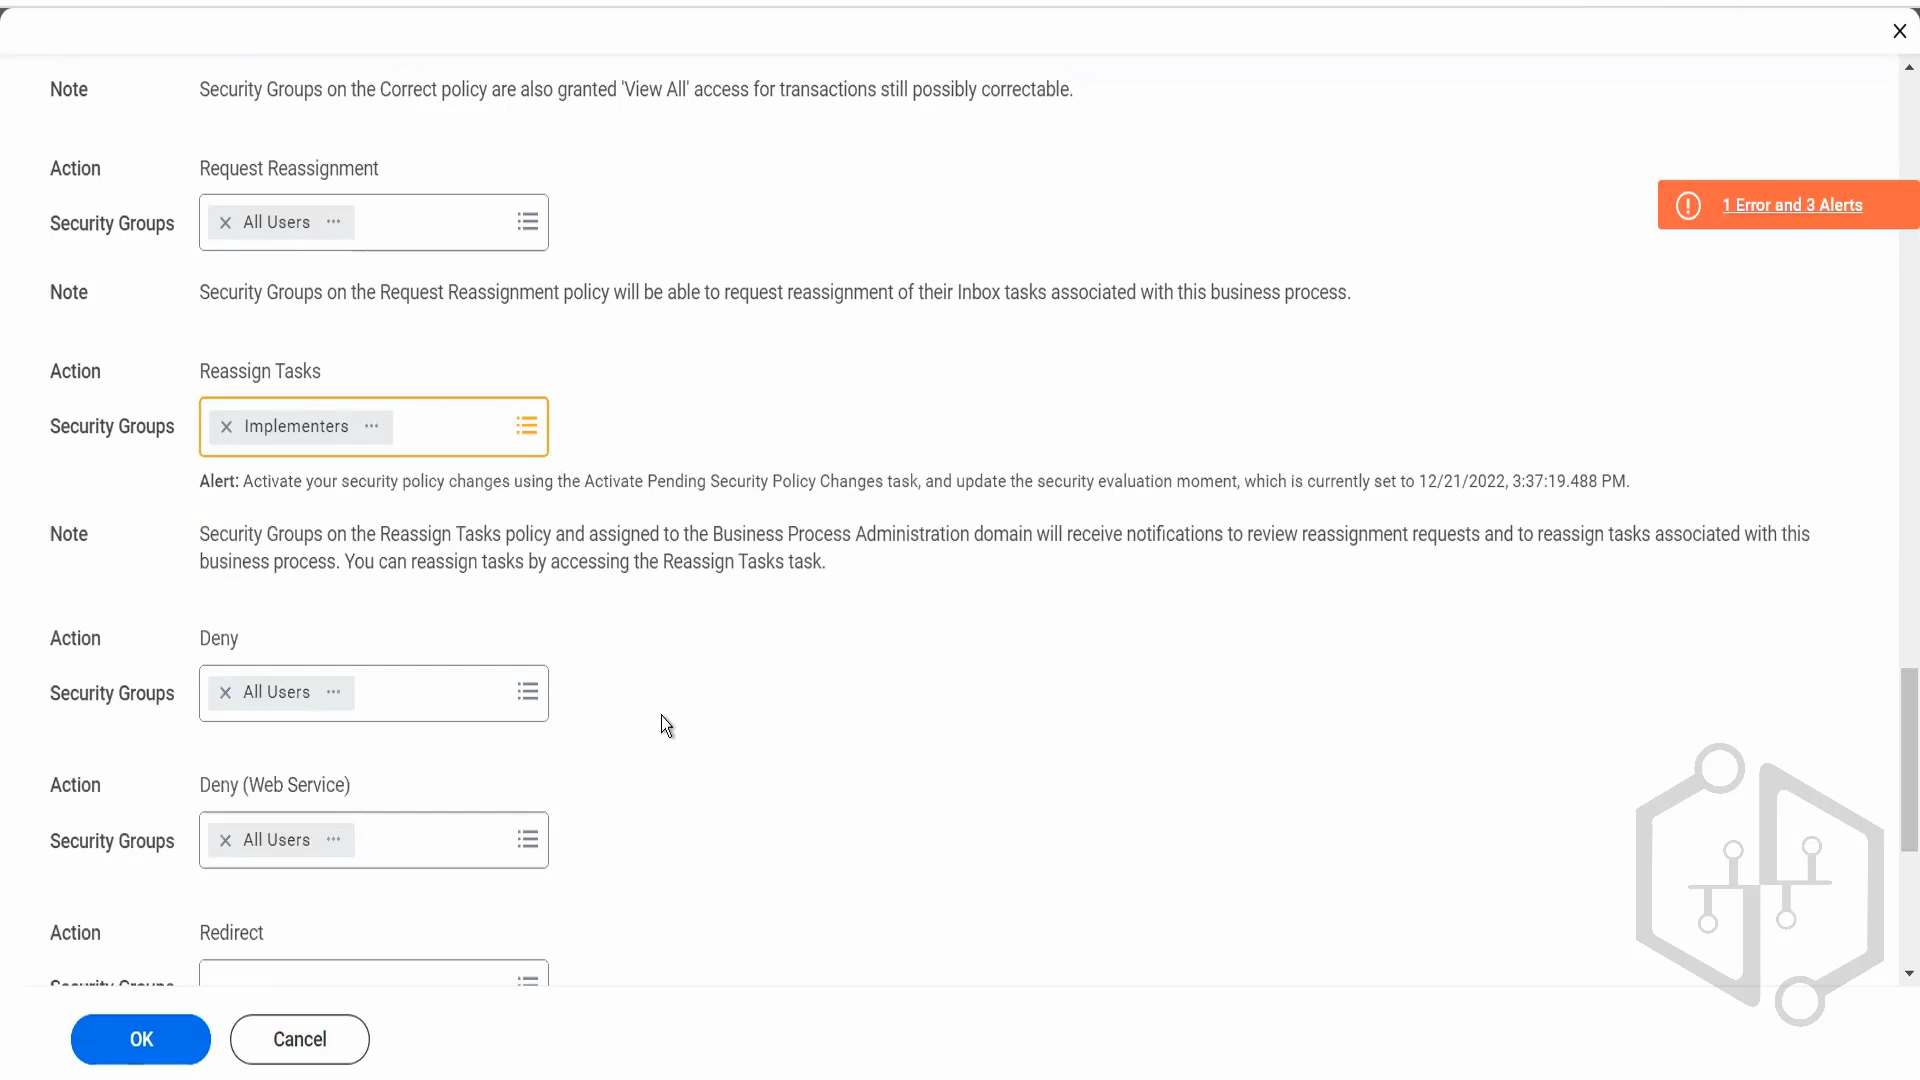 Note Security Groups on the Correct policy are also granted 'View All' access for transactions still possibly correctable.
Action Request Reassignment
1 Error and 3 Alerts
Security Groups All Users
Note Security Groups on the Request Reassignment policy will be able to request reassignment of their Inbox tasks associated with this business process.
Action Reassign Tasks
Security Groups Implementers
Alert: Activate your security policy changes using the Activate Pending Security Policy Changes task, and update the security evaluation moment, which is currently set to 12/21/2022, 3:37:19.488 PM.
Note Security Groups on the Reassign Tasks policy and assigned to the Business Process Administration domain will receive notifications to review reassignment requests and to reassign tasks associated with this
business process. You can reassign tasks by accessing the Reassign Tasks task.
Action Deny
Security Groups All Users
Action Deny (Web Service)
Security Groups All Users
Action Redirect
Security Groups
OK Cancel